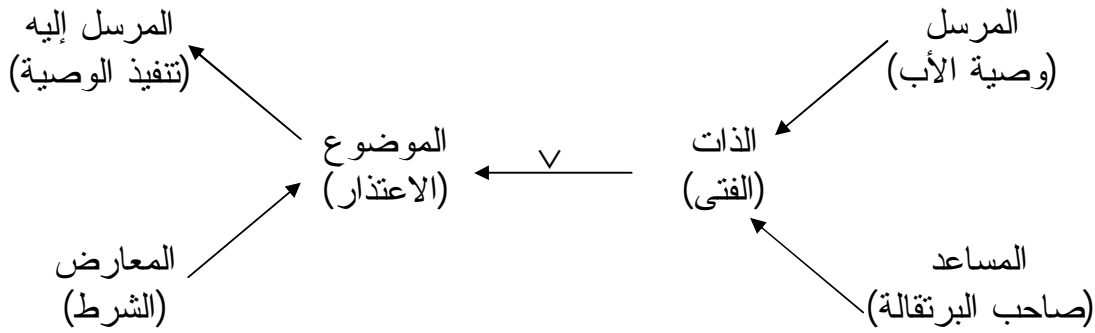 المرسل
(وصية الأب)
المرسل إليه
(تنفيذ الوصية)
الذات
(الفتى)
الموضوع
(الاعتذار)
المساعد
(صاحب البرتقالة)
المعارض
(الشرط)